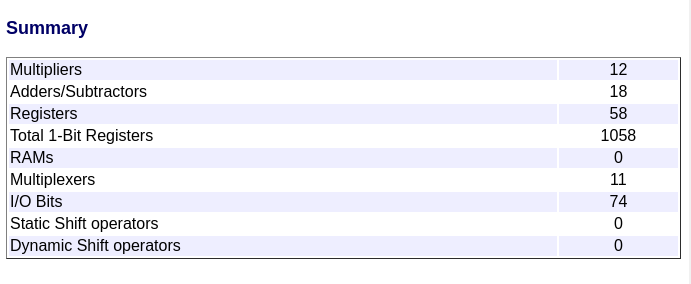 Summary
Multipliers 12
Adders/Subtractors 18
Registers 58
Total 1-Bit Registers 1058
RAMs 0
Multiplexers 11
I/O Bits 74
Static Shift operators 0
Dynamic Shift operators 0